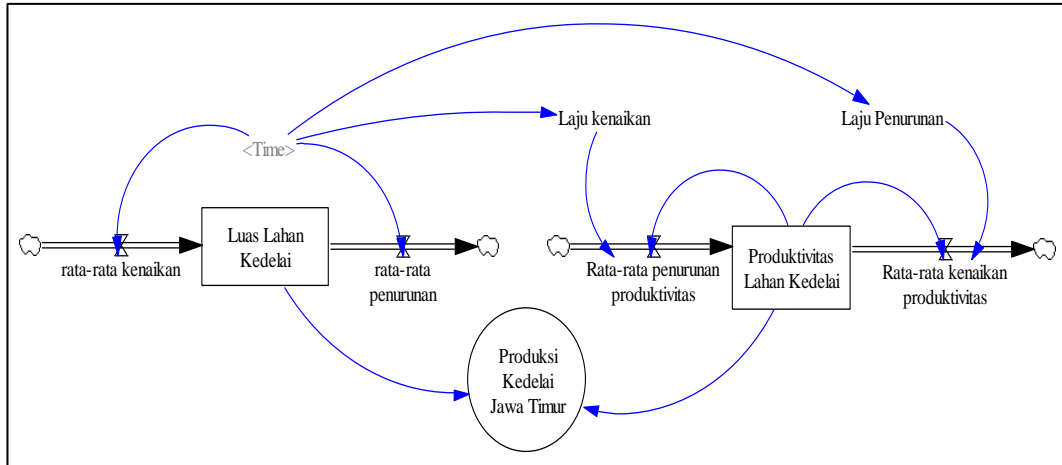 Laju kenaikan
Laju Penurunan
<Time>
rata-rata kenaikan
Luas Lahan
Kedelai
rata-rata
penurunan
Rata-rata penurunan
produktivitas
Produktivitas
Lahan Kedelai
Rata-rata kenaikan
produktivitas
Produksi
Kedelai
Jawa Timur